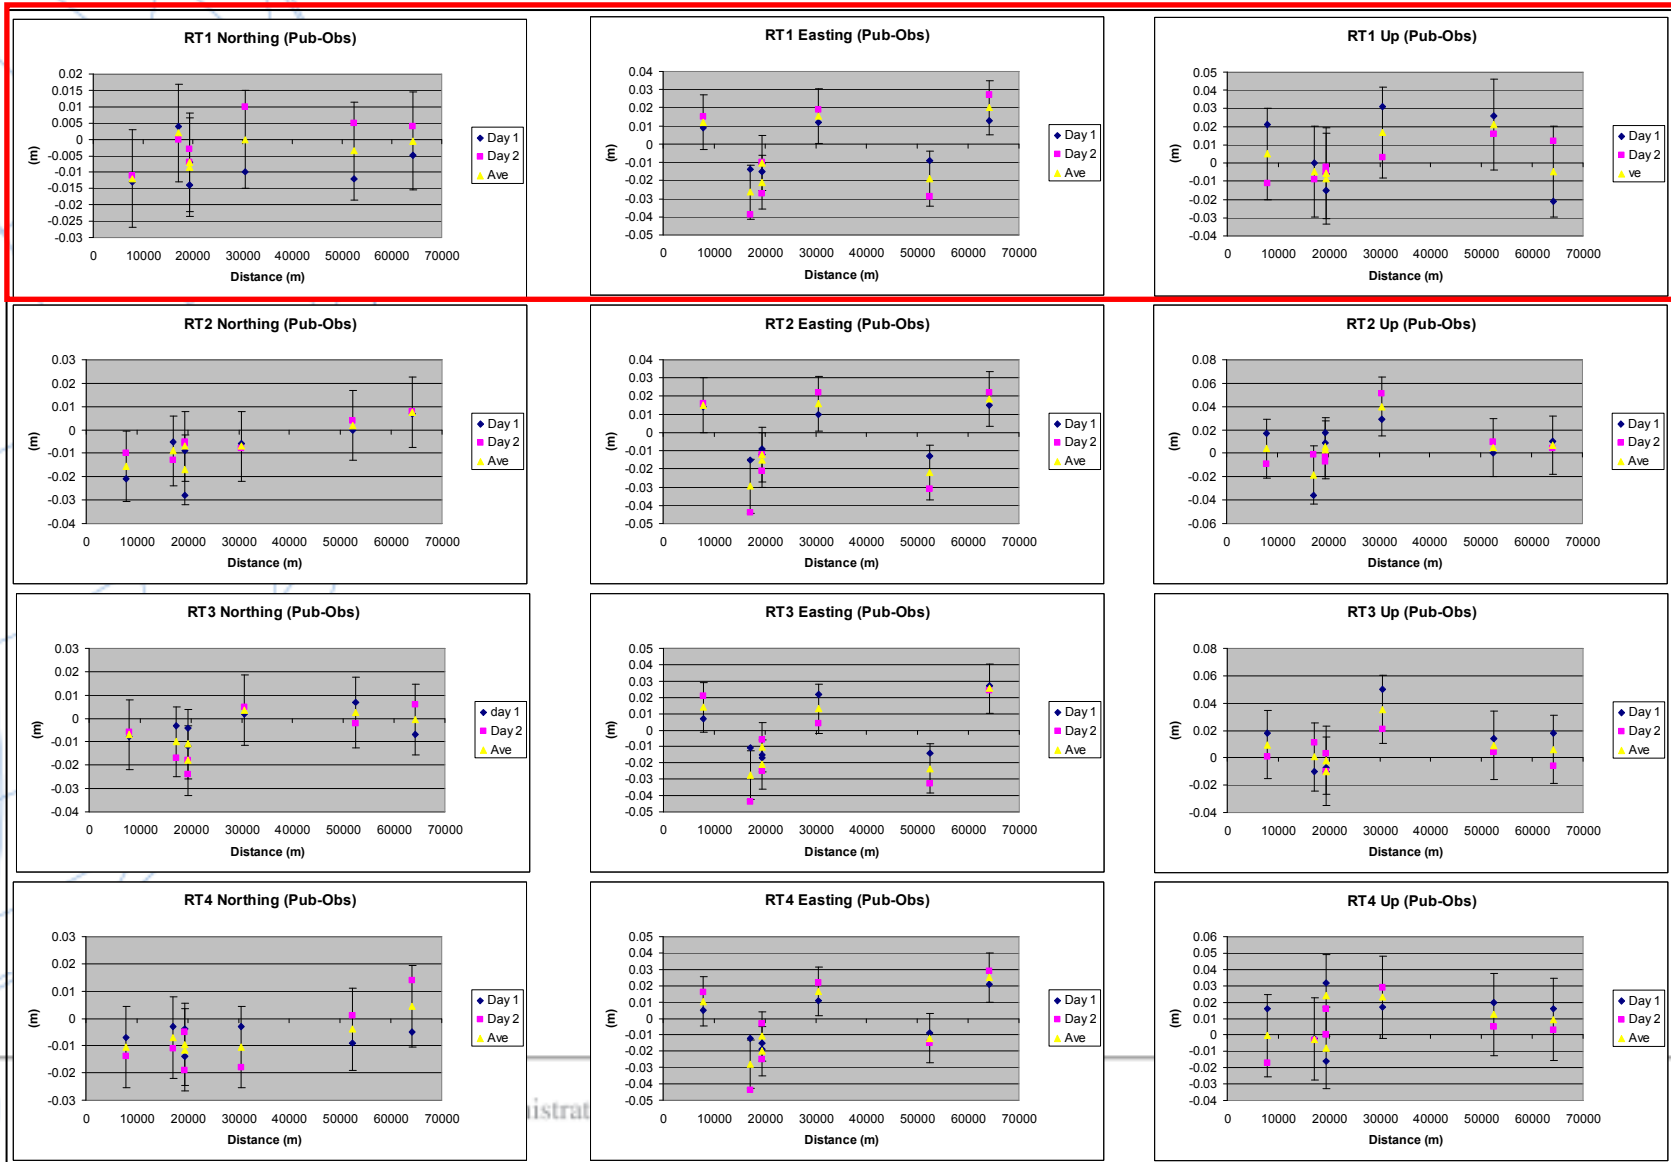 RT1 Northing (Pub-Obs)
0.02
0.015
0.01
0.005
0
-0.005
-0.01
-0.015
-0.02
-0.025
-0.03
(m)
0 10000 20000 30000 40000 50000 60000 70000
Distance (m)
Day 1
Day 2
Ave
RT1 Easting (Pub-Obs)
0.04
0.03
0.02
0.01
0
-0.01
-0.02
-0.03
-0.04
-0.05
(m)
0 10000 20000 30000 40000 50000 60000 70000
Distance (m)
Day 1
Day 2
Ave
RT1 Up (Pub-Obs)
0.05
0.04
0.03
0.02
0.01
0
-0.01
-0.02
-0.03
-0.04
(m)
0 10000 20000 30000 40000 50000 60000 70000
Distance (m)
Day 1
Day 2
ve
RT2 Northing (Pub-Obs)
0.03
0.02
0.01
0
-0.01
-0.02
-0.03
-0.04
(m)
0 10000 20000 30000 40000 50000 60000 70000
Distance (m)
Day 1
Day 2
Ave
RT2 Easting (Pub-Obs)
0.04
0.03
0.02
0.01
0
-0.01
-0.02
-0.03
-0.04
-0.05
(m)
0 10000 20000 30000 40000 50000 60000 70000
Distance (m)
Day 1
Day 2
Ave
RT2 Up (Pub-Obs)
0.08
0.06
0.04
0.02
0
-0.02
-0.04
-0.06
(m)
0 10000 20000 30000 40000 50000 60000 70000
Distance (m)
Day 1
Day 2
Ave
RT3 Northing (Pub-Obs)
0.03
0.02
0.01
0
-0.01
-0.02
-0.03
-0.04
(m)
0 10000 20000 30000 40000 50000 60000 70000
Distance (m)
day 1
Day 2
Ave
RT3 Easting (Pub-Obs)
0.05
0.04
0.03
0.02
0.01
0
-0.01
-0.02
-0.03
-0.04
-0.05
(m)
0 10000 20000 30000 40000 50000 60000 70000
Distance (m)
Day 1
Day 2
Ave
RT3 Up (Pub-Obs)
0.08
0.06
0.04
0.02
0
-0.02
-0.04
(m)
0 10000 20000 30000 40000 50000 60000 70000
Distance (m)
Day 1
Day 2
Ave
RT4 Northing (Pub-Obs)
0.03
0.02
0.01
0
-0.01
-0.02
-0.03
(m)
0 10000 20000 30000 40000 50000 60000 70000
Distance (m)
Day 1
Day 2
Ave
RT4 Easting (Pub-Obs)
0.05
0.04
0.03
0.02
0.01
0
-0.01
-0.02
-0.03
-0.04
-0.05
(m)
0 10000 20000 30000 40000 50000 60000 70000
Distance (m)
Day 1
Day 2
Ave
RT4 Up (Pub-Obs)
0.06
0.05
0.04
0.03
0.02
0.01
0
-0.01
-0.02
-0.03
-0.04
(m)
0 10000 20000 30000 40000 50000 60000 70000
Distance (m)
Day 1
Day 2
Ave
nistrat